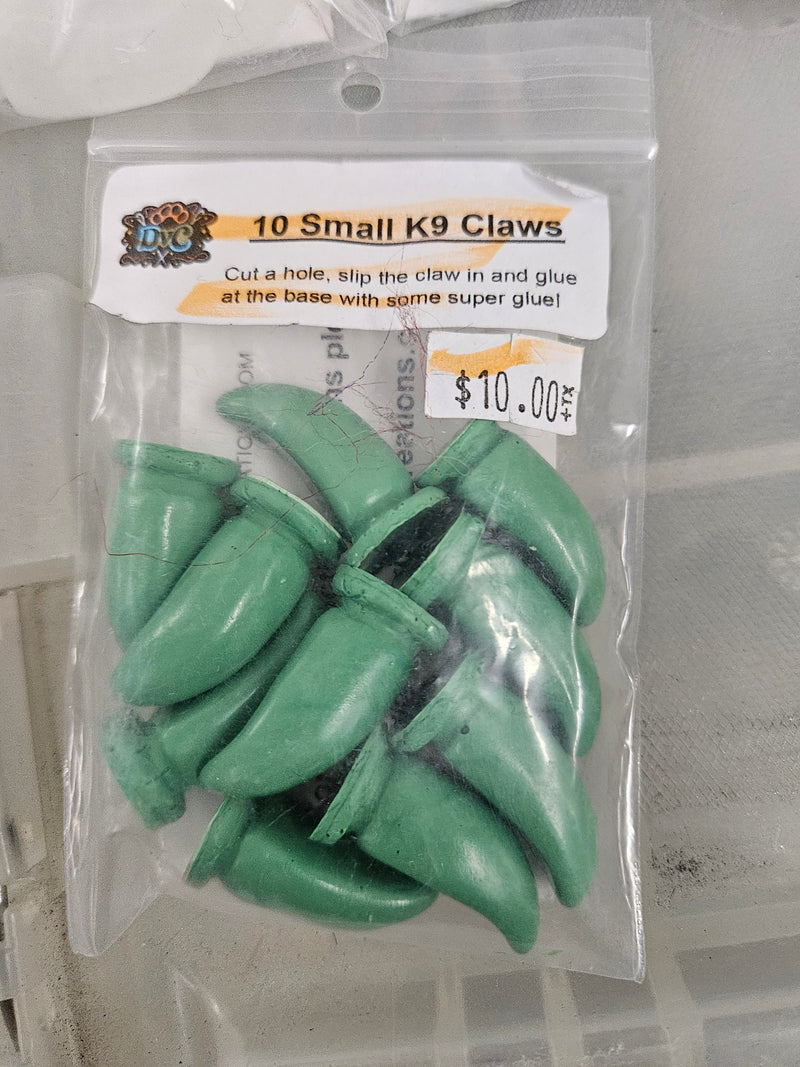 DvC
10 Small K9 Claws
Cut a hole, slip the claw in and glue
at the base with some super glue!
$10.00 +TX